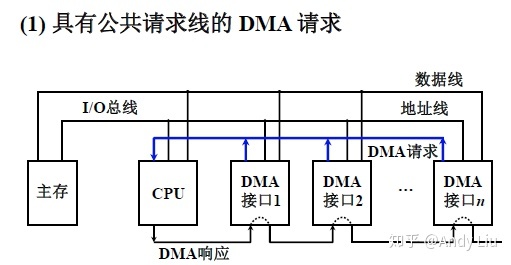 (1) 具有公共请求线的 DMA 请求
数据线
I/O总线
地址线
DMA请求
主存
CPU
DMA
接口1
DMA
接口2
…
DMA
接口n
DMA响应
知乎 @Andy Liu